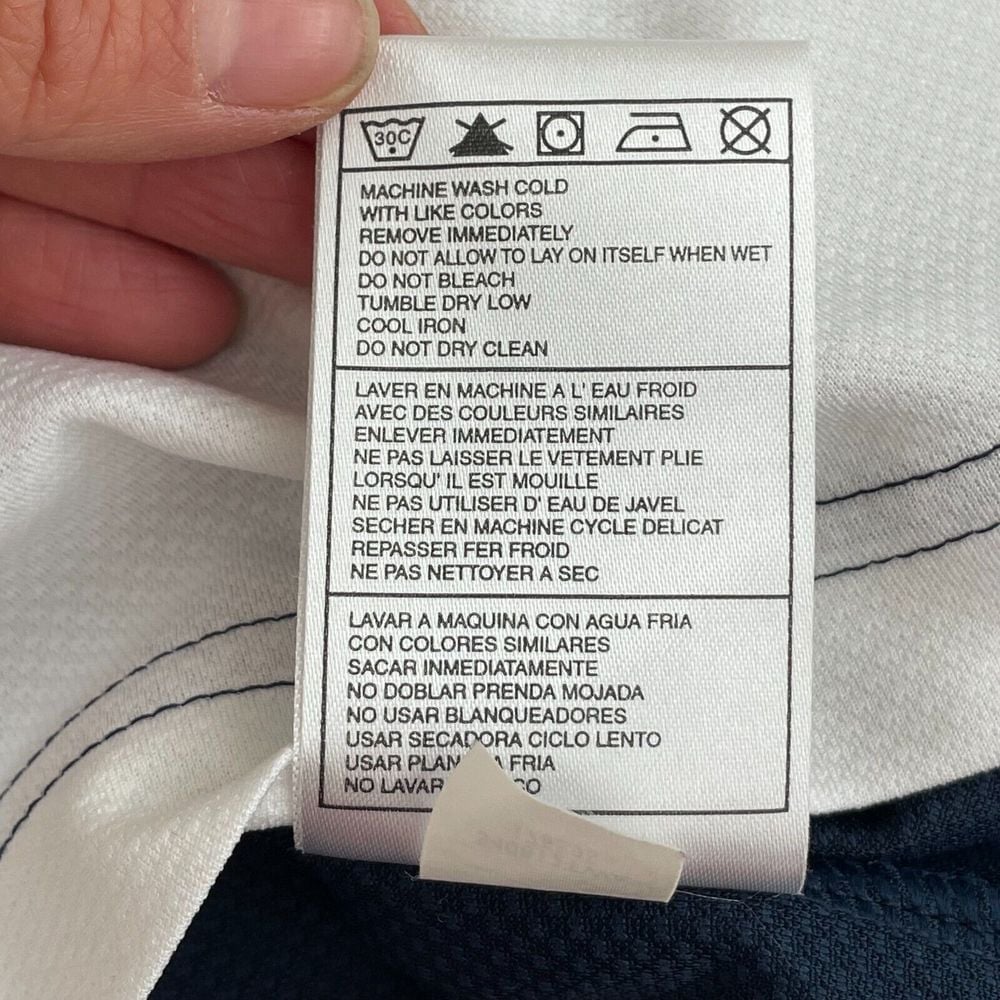 30C
MACHINE WASH COLD
WITH LIKE COLORS
REMOVE IMMEDIATELY
DO NOT ALLOW TO LAY ON ITSELF WHEN WET
DO NOT BLEACH
TUMBLE DRY LOW
COOL IRON
DO NOT DRY CLEAN
LAVER EN MACHINE A L' EAU FROID
AVEC DES COULEURS SIMILAIRES
ENLEVER IMMEDIATEMENT
NE PAS LAISSER LE VETEMENT PLIE
LORSQU' IL EST MOUILLE
NE PAS UTILISER D' EAU DE JAVEL
SECHER EN MACHINE CYCLE DELICAT
REPASSER FER FROID
NE PAS NETTOYER A SEC
LAVAR A MAQUINA CON AGUA FRIA
CON COLORES SIMILARES
SACAR INMEDIATAMENTE
NO DOBLAR PRENDA MOJADA
NO USAR BLANQUEADORES
USAR SECADORA CICLO LENTO
USAR FRIA
NO LAVAR